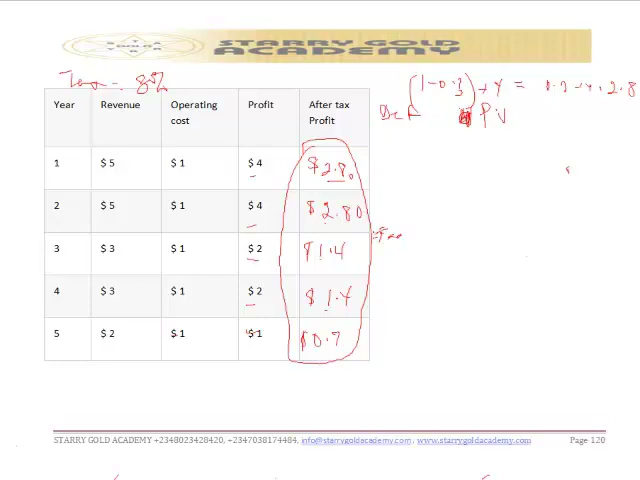 STARRY GOLD
ACADEMY
(1-0.3) × 4 = 0.7 × 4 = 2.8
PV
Year Revenue Operating cost Profit After tax Profit
1 $ 5 $ 1 $ 4 $ 2.80
2 $ 5 $ 1 $ 4 $ 2.80
3 $ 3 $ 1 $ 2 $ 1.4
4 $ 3 $ 1 $ 2 $ 1.4
5 $ 2 $ 1 $ 1 $0.7
STARRY GOLD ACADEMY +2348023428420, +2347038174484, info@starrygoldacademy.com, www.starrygoldacademy.com Page 120